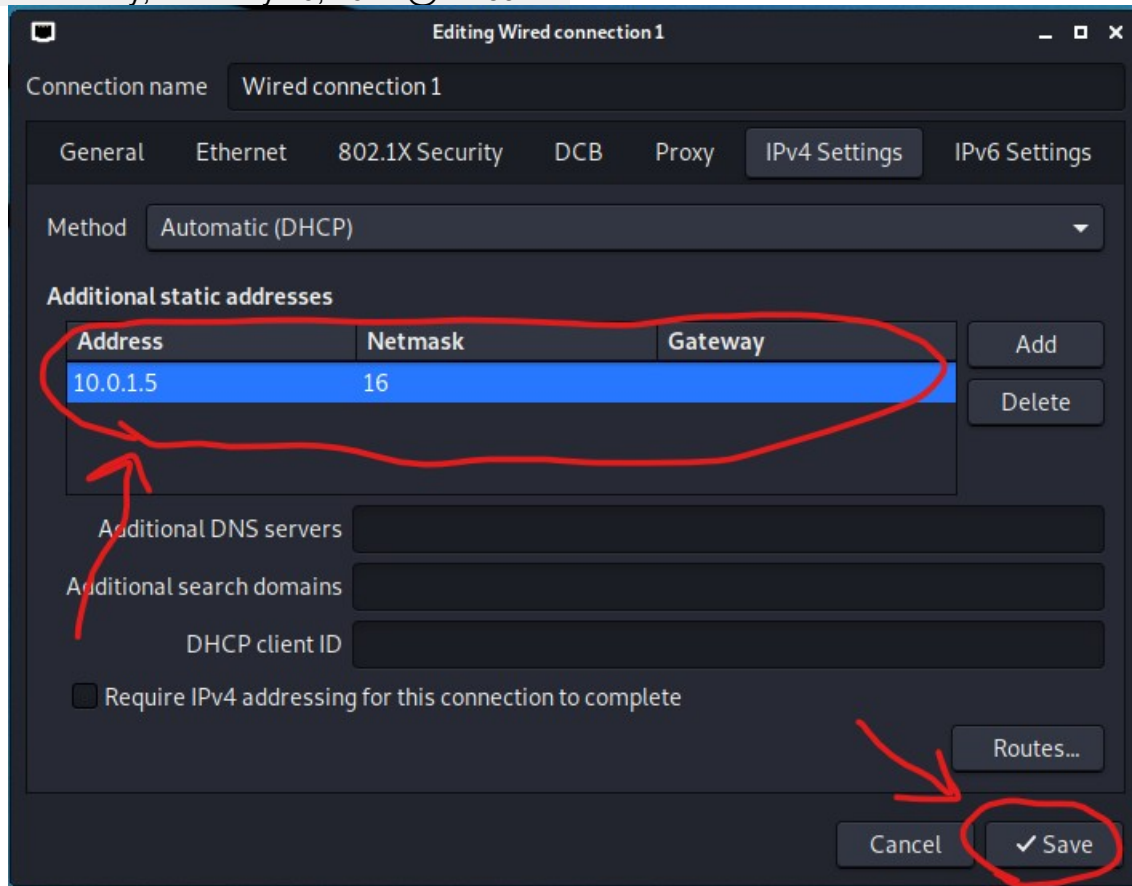 Editing Wired connection 1
Connection name Wired connection 1
General Ethernet 802.1X Security DCB Proxy IPv4 Settings IPv6 Settings
Method Automatic (DHCP)
Additional static addresses
Address Netmask Gateway Add
10.0.1.5 16
Delete
Additional DNS servers
Additional search domains
DHCP client ID
Require IPv4 addressing for this connection to complete
Routes...
Cancel Save